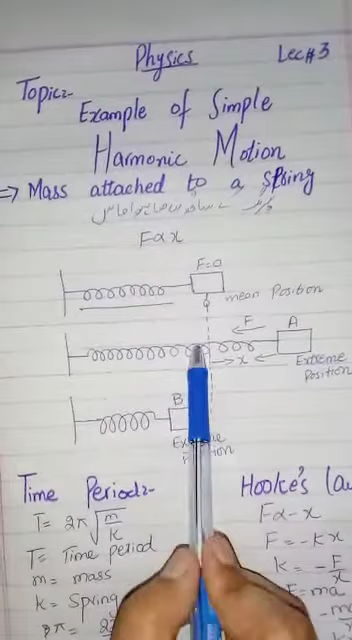 Physics Lec#3
Topic:-
Example of Simple
Harmonic Motion
=> Mass attached to a spring
F∝x
F=0
mean Position
F A
x
Extreme
Position
B
Time Period:-
T = 2π√m/k
T = Time period
m = mass
k = Spring
Hooke's
F∝-x
F = -kx
k = -F/x
F=ma